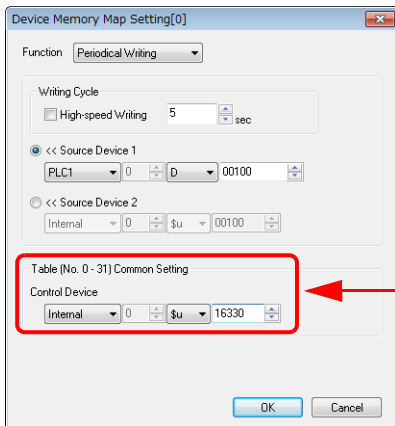 Device Memory Map Setting[0]
Function Periodical Writing
Writing Cycle
High-speed Writing 5 sec
<< Source Device 1
PLC1 0 D 00100
<< Source Device 2
Internal 0 $u 00100
Table (No. 0 - 31) Common Setting
Control Device
Internal 0 $u 16330
OK Cancel